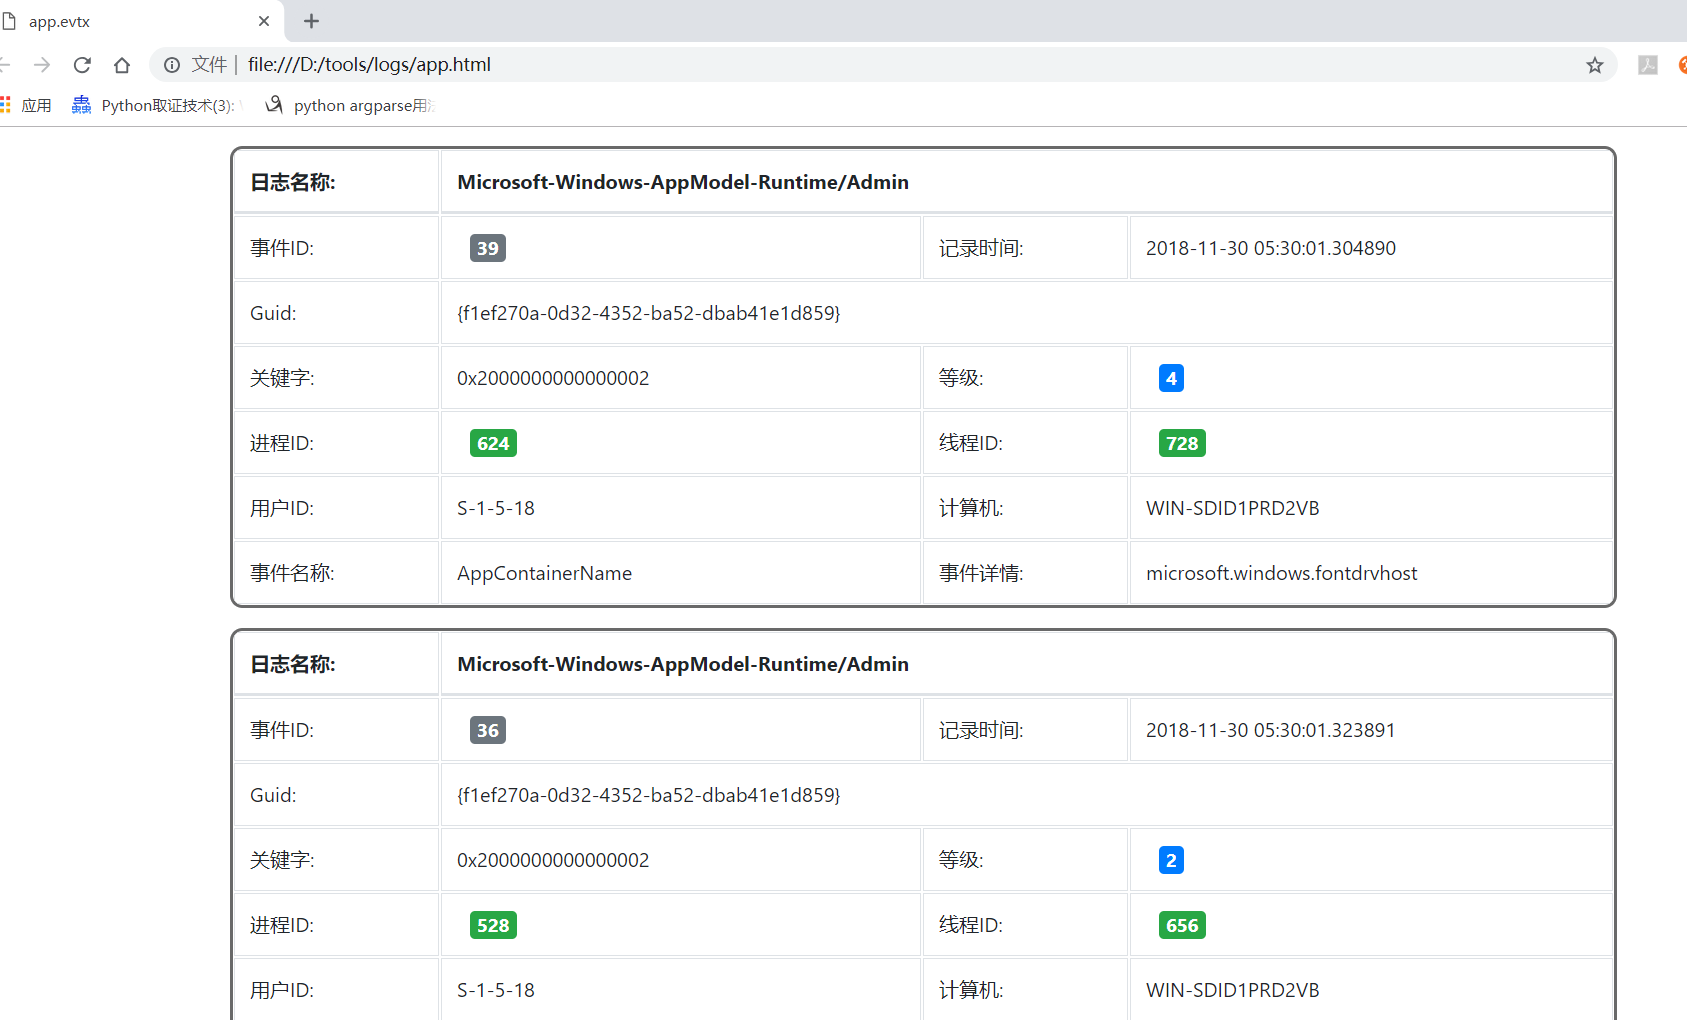 app.evtx
文件 | file:///D:/tools/logs/app.html
应用 Python取证技术(3): python argparse用
日志名称: Microsoft-Windows-AppModel-Runtime/Admin
事件ID: 39 记录时间: 2018-11-30 05:30:01.304890
Guid: {f1ef270a-0d32-4352-ba52-dbab41e1d859}
关键字: 0x2000000000000002 等级: 4
进程ID: 624 线程ID: 728
用户ID: S-1-5-18 计算机: WIN-SDID1PRD2VB
事件名称: AppContainerName 事件详情: microsoft.windows.fontdrvhost
日志名称: Microsoft-Windows-AppModel-Runtime/Admin
事件ID: 36 记录时间: 2018-11-30 05:30:01.323891
Guid: {f1ef270a-0d32-4352-ba52-dbab41e1d859}
关键字: 0x2000000000000002 等级: 2
进程ID: 528 线程ID: 656
用户ID: S-1-5-18 计算机: WIN-SDID1PRD2VB